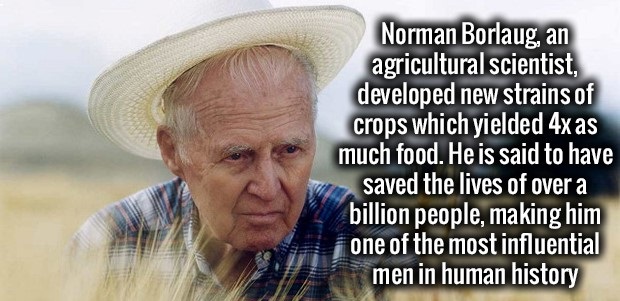 Norman Borlaug, an
agricultural scientist,
developed new strains of
crops which yielded 4x as
much food. He is said to have
saved the lives of over a
billion people, making him
one of the most influential
men in human history